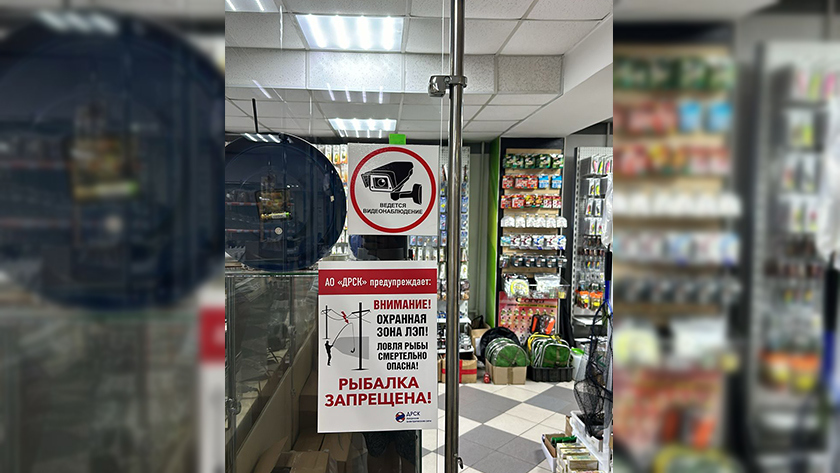 ВЕДЕТСЯ
ВИДЕОНАБЛЮДЕНИЕ
АО «ДРСК» предупреждает:
ВНИМАНИЕ!
ОХРАННАЯ
ЗОНА ЛЭП!
ЛОВЛЯ РЫБЫ
СМЕРТЕЛЬНО
ОПАСНА!
РЫБАЛКА
ЗАПРЕЩЕНА!
ДРСК